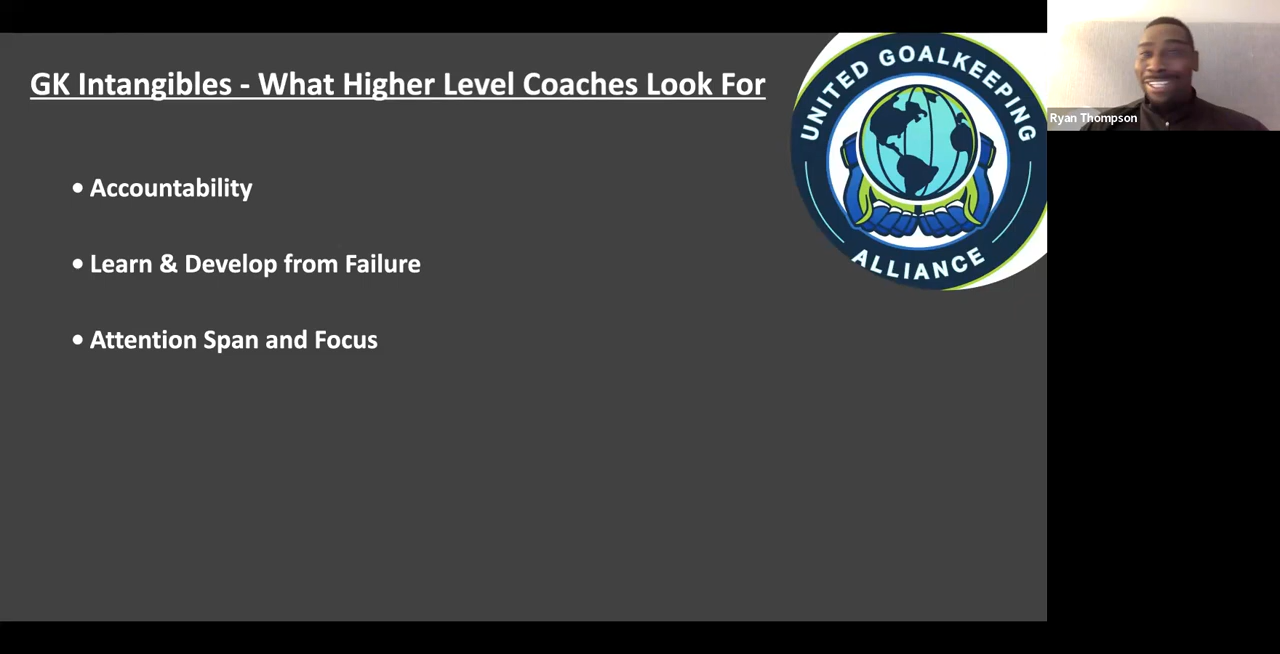 GK Intangibles - What Higher Level Coaches Look For
• Accountability
• Learn & Develop from Failure
• Attention Span and Focus
UNITED GOALKEEPING
ALLIANCE
Ryan Thompson